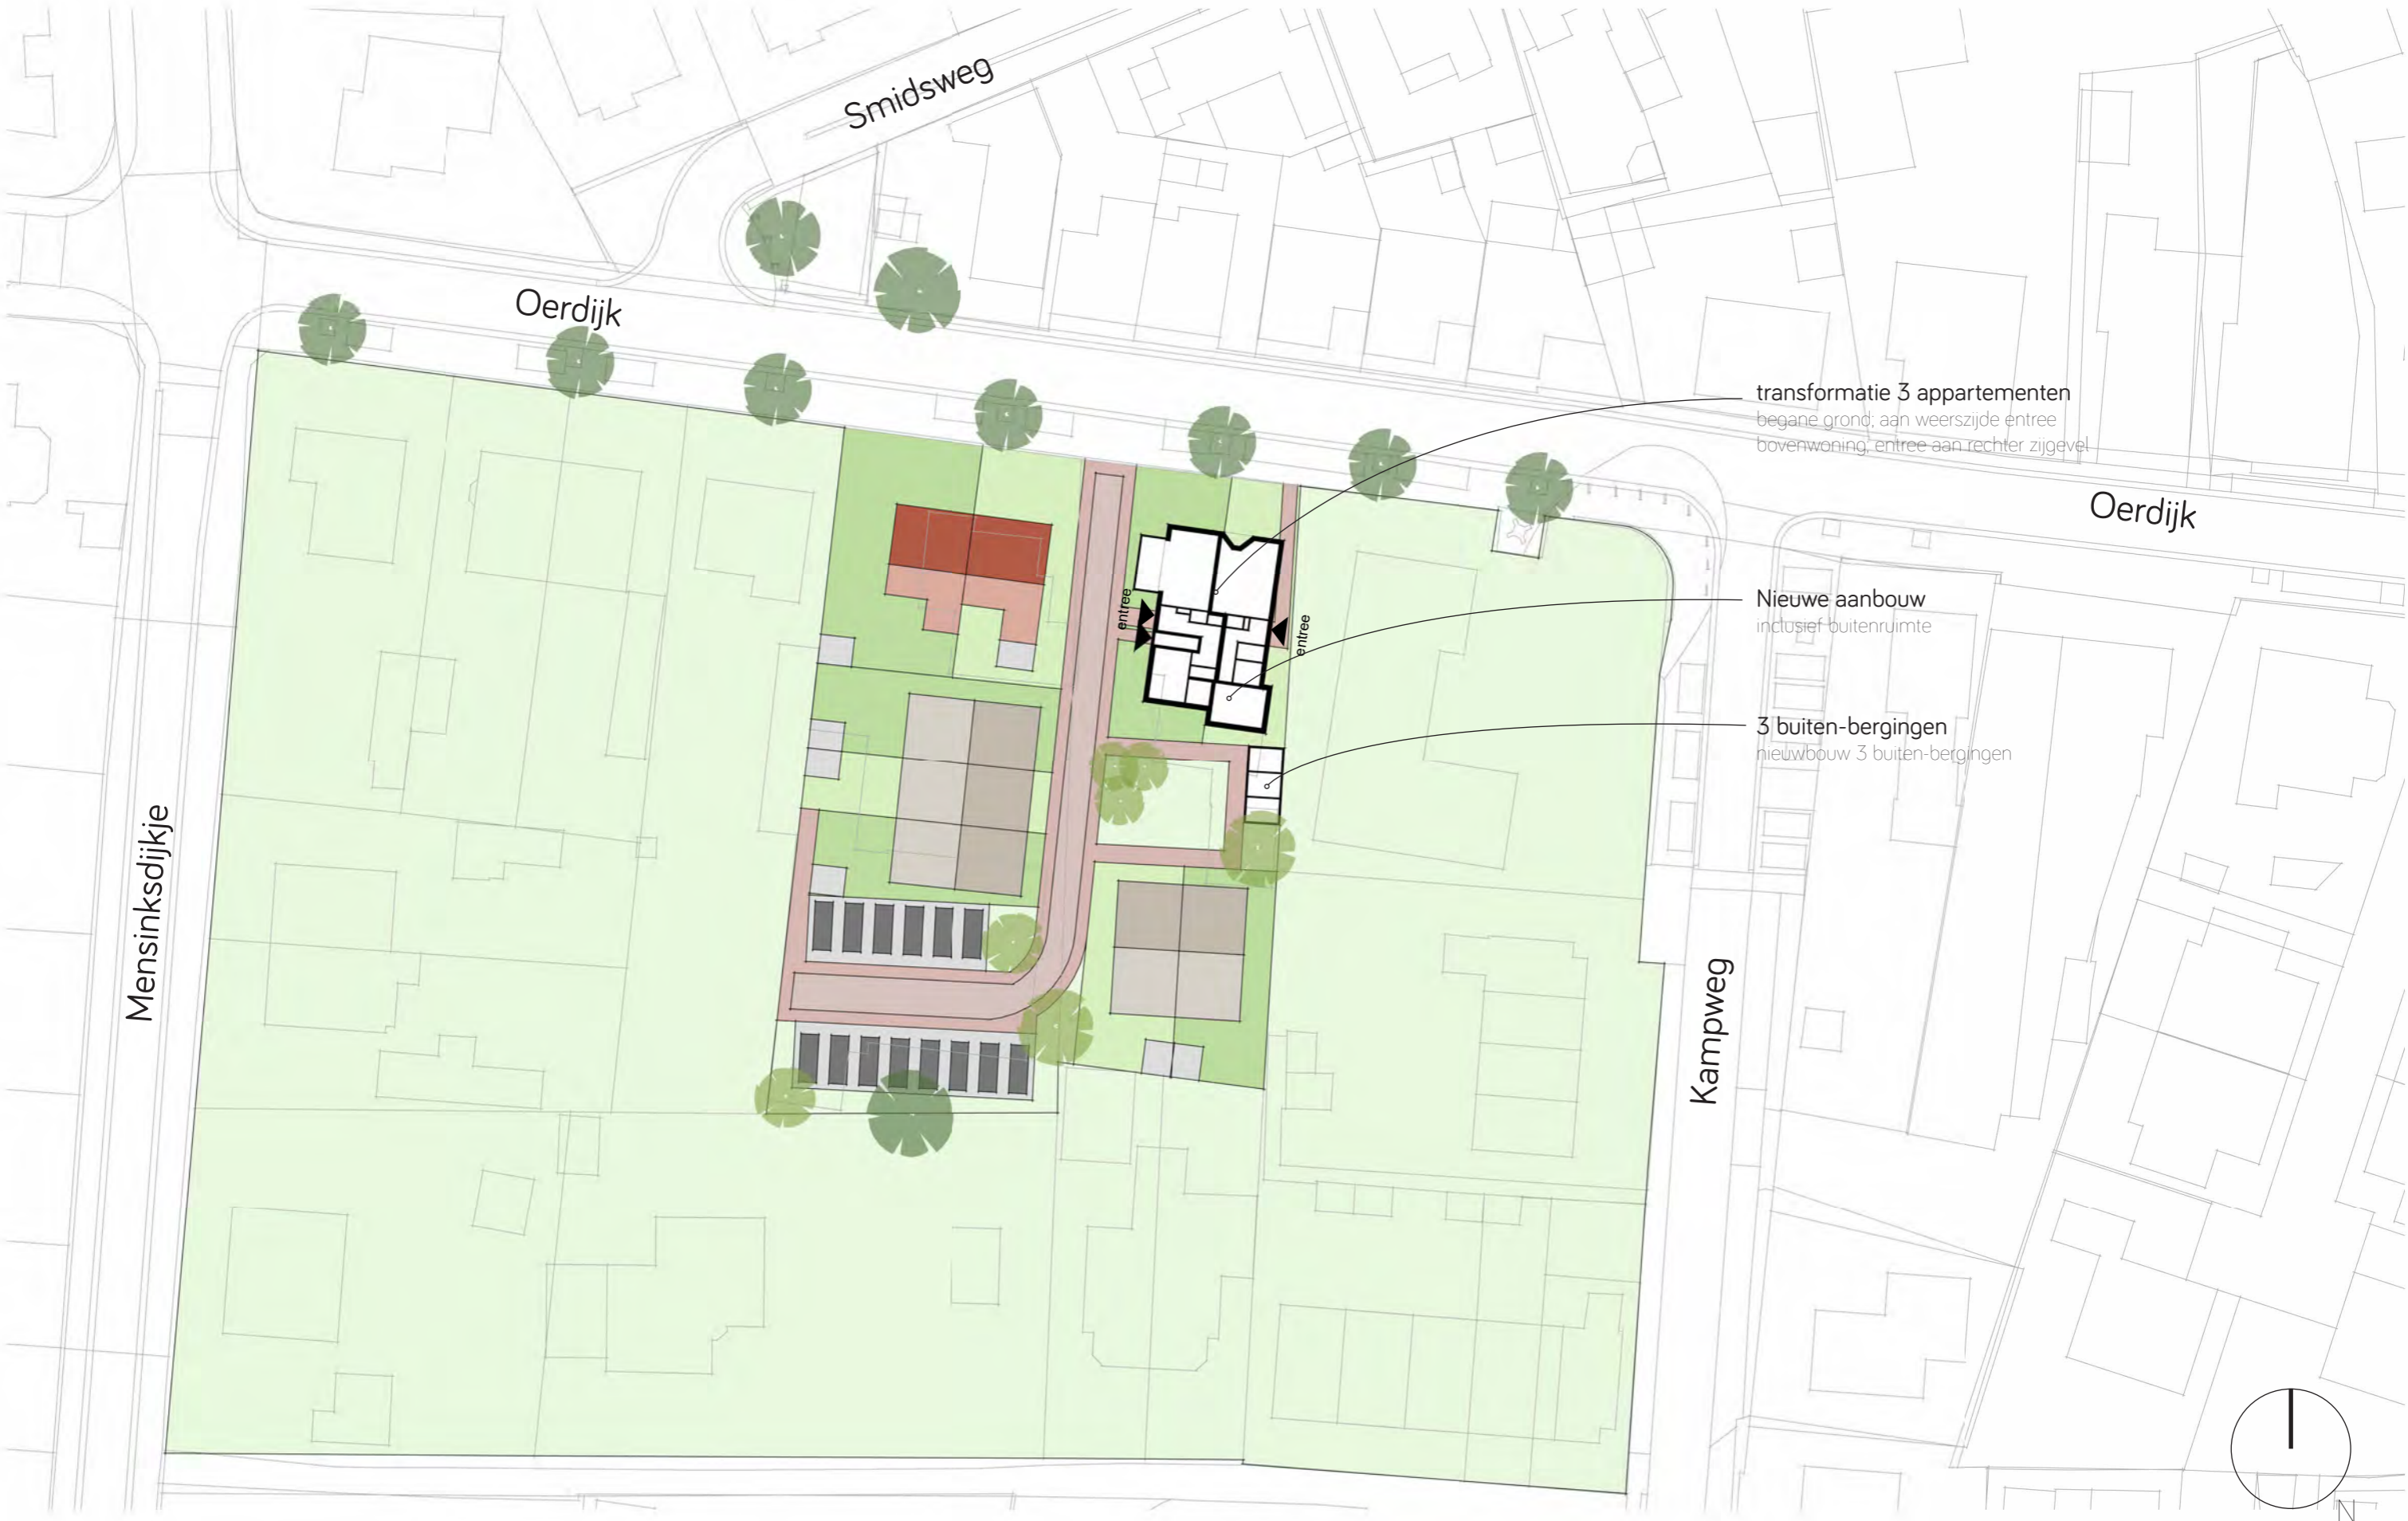 Smidsweg
Oerdijk
transformatie 3 appartementen
begane grond; aan weerszijde entree
bovenwoning; entree aan rechter zijgevel
Oerdijk
entree
entree
Nieuwe aanbouw
inclusief buitenruimte
3 buiten-bergingen
nieuwbouw 3 buiten-bergingen
Mensinksdijkje
Kampweg
N